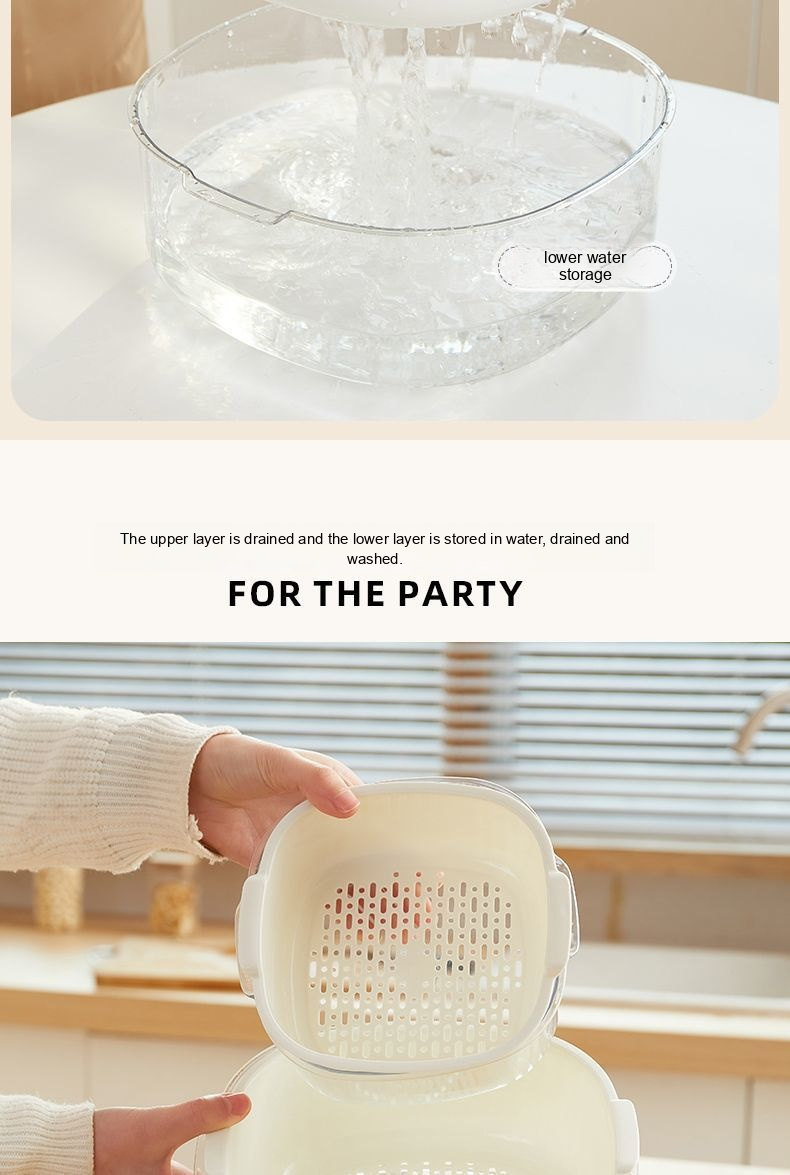 lower water
storage
The upper layer is drained and the lower layer is stored in water, drained and
washed.
FOR THE PARTY